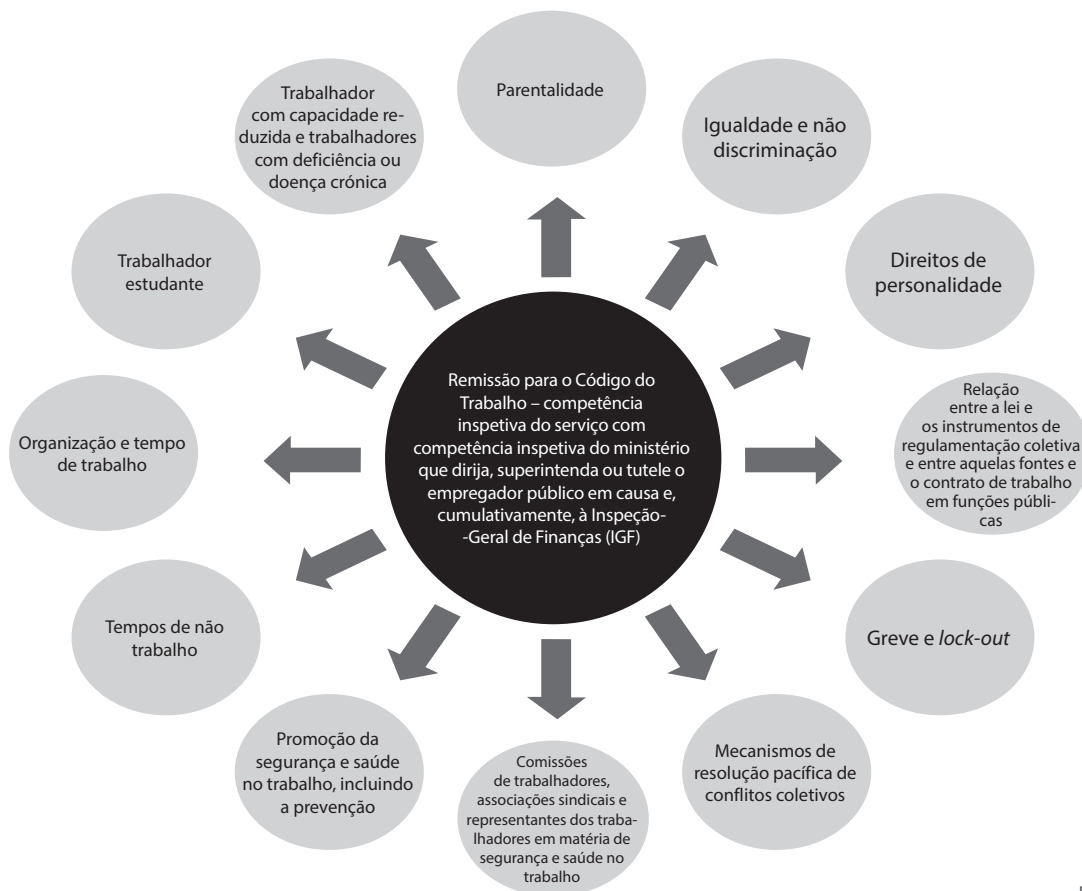 Parentalidade
Igualdade e não
discriminação
Direitos de
personalidade
Relação
entre a lei e
os instrumentos de
regulamentação coletiva
e entre aquelas fontes e
o contrato de trabalho
em funções públi-
cas
Greve e lock-out
Mecanismos de
resolução pacífica de
conflitos coletivos
Comissões
de trabalhadores,
associações sindicais e
representantes dos traba-
lhadores em matéria de
segurança e saúde no
trabalho
Promoção da
segurança e saúde
no trabalho, incluindo
a prevenção
Tempos de não
trabalho
Organização e tempo
de trabalho
Trabalhador
estudante
Trabalhador
com capacidade re-
duzida e trabalhadores
com deficiência ou
doença crónica
Remissão para o Código do
Trabalho – competência
inspetiva do serviço com
competência inspetiva do ministério
que dirija, superintenda ou tutele o
empregador público em causa e,
cumulativamente, à Inspeção-
-Geral de Finanças (IGF)